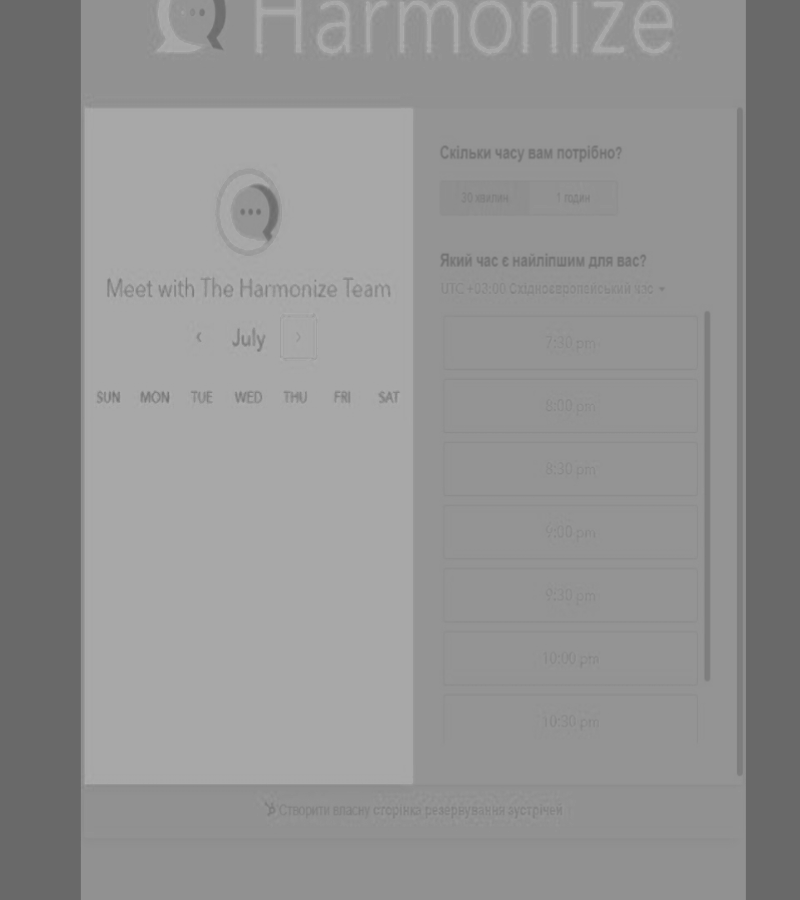 Harmonize
Meet with The Harmonize Team
July
SUN MON TUE WED THU FRI SAT
Скільки часу вам потрібно?
30 хвилин 1 годин
Який час є найліпшим для вас?
UTC +03:00 Східноєвропейський час
7:30 pm
8:00 pm
8:30 pm
9:00 pm
9:30 pm
10:00 pm
10:30 pm
Створити власну сторінка резервування зустрічей